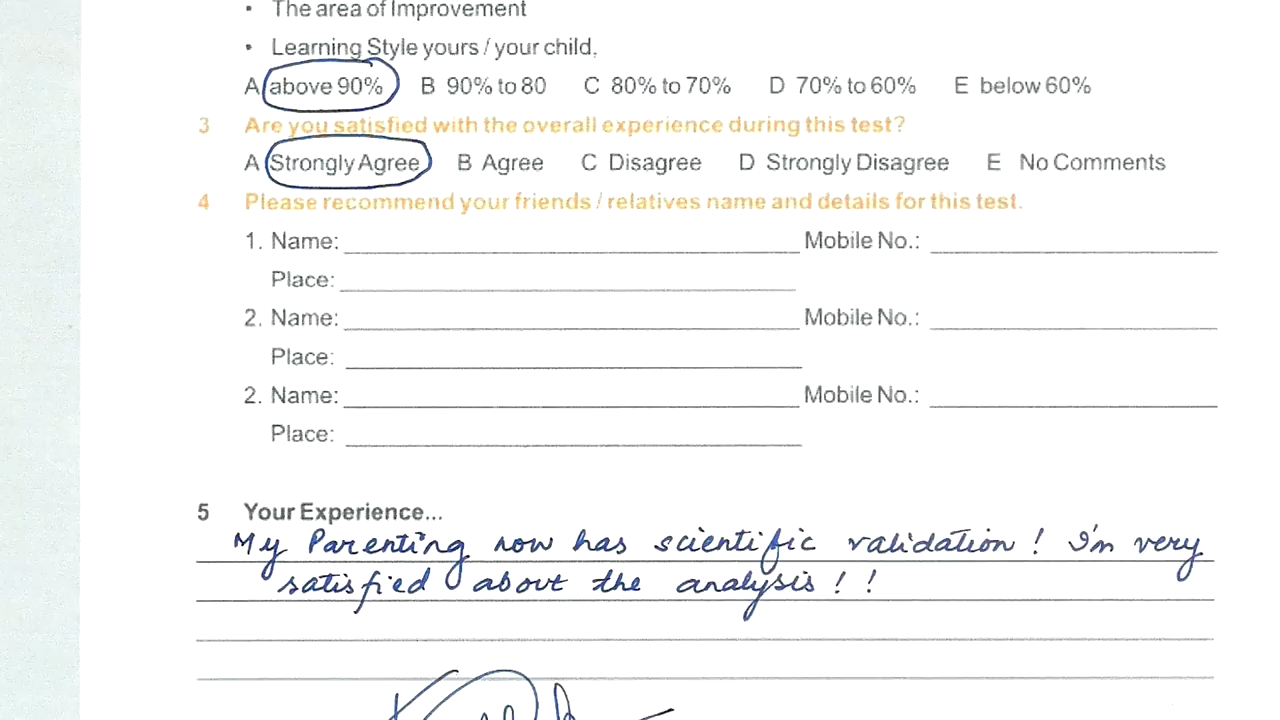 • The area of Improvement
• Learning Style yours / your child,
A above 90% B 90% to 80 C 80% to 70% D 70% to 60% E below 60%
3 Are you satisfied with the overall experience during this test?
A Strongly Agree B Agree C Disagree D Strongly Disagree E No Comments
4 Please recommend your friends / relatives name and details for this test.
1. Name: Mobile No.:
Place:
2. Name: Mobile No.:
Place:
2. Name: Mobile No.:
Place:
5 Your Experience...
My Parenting now has scientific validation! I'm very
satisfied about the analysis!!